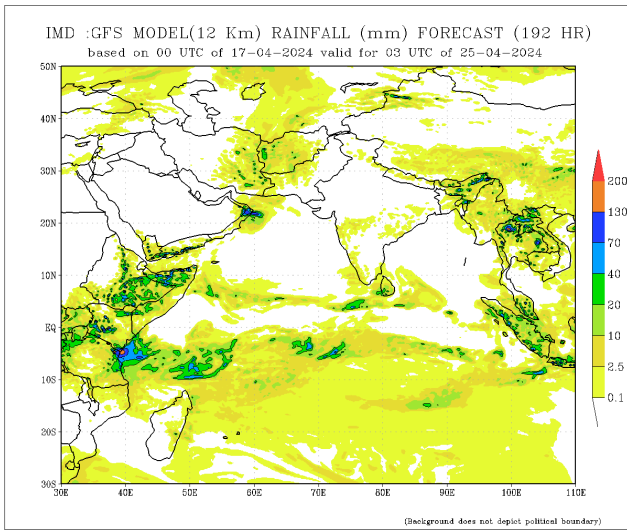 IMD :GFS MODEL(12 Km) RAINFALL (mm) FORECAST (192 HR)
based on 00 UTC of 17-04-2024 valid for 03 UTC of 25-04-2024
50N
40N
30N
20N
10N
EQ
10S
20S
30S
30E 40E 50E 60E 70E 80E 90E 100E 110E
200
130
70
40
20
10
2.5
0.1
(Background does not depict political boundary)